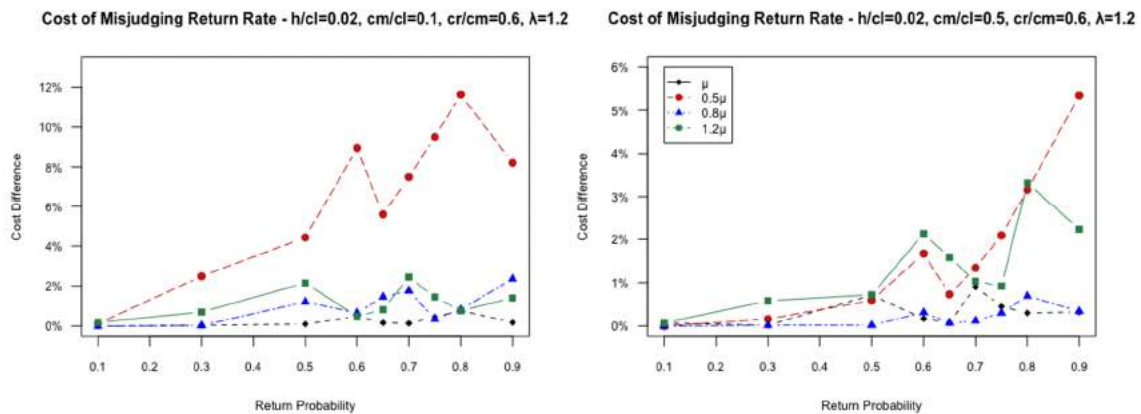 Cost of Misjudging Return Rate - h/cl=0.02, cm/cl=0.1, cr/cm=0.6, λ=1.2
12%
10%
8%
6%
4%
2%
0%
Cost Difference
0.1 0.2 0.3 0.4 0.5 0.6 0.7 0.8 0.9
Return Probability
Cost of Misjudging Return Rate - h/cl=0.02, cm/cl=0.5, cr/cm=0.6, λ=1.2
6%
5%
4%
3%
2%
1%
0%
Cost Difference
μ
0.5μ
0.8μ
1.2μ
0.1 0.2 0.3 0.4 0.5 0.6 0.7 0.8 0.9
Return Probability